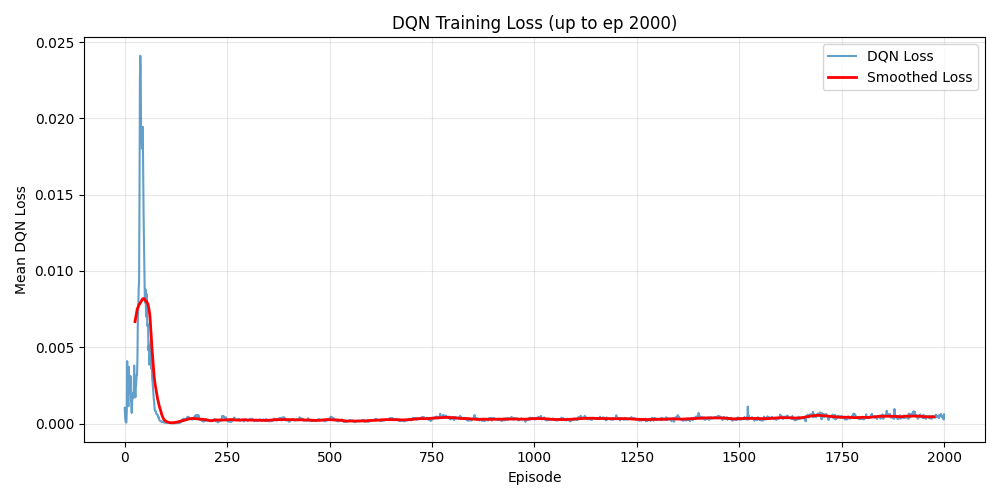 DQN Training Loss (up to ep 2000)
DQN Loss
Smoothed Loss
0.025
0.020
0.015
0.010
0.005
0.000
Mean DQN Loss
0 250 500 750 1000 1250 1500 1750 2000
Episode